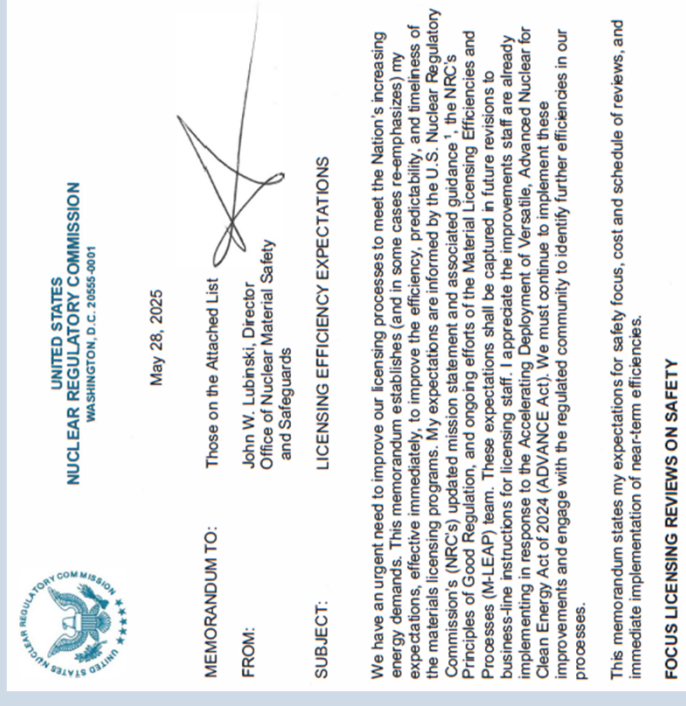 UNITED STATES
NUCLEAR REGULATORY COMMISSION
WASHINGTON, D.C. 20555-0001
UNITED STATES NUCLEAR REGULATORY COMMISSION
May 28, 2025
MEMORANDUM TO: Those on the Attached List
FROM: John W. Lubinski, Director
Office of Nuclear Material Safety
and Safeguards
SUBJECT: LICENSING EFFICIENCY EXPECTATIONS
We have an urgent need to improve our licensing processes to meet the Nation's increasing
energy demands. This memorandum establishes (and in some cases re-emphasizes) my
expectations, effective immediately, to improve the efficiency, predictability, and timeliness of
the materials licensing programs. My expectations are informed by the U.S. Nuclear Regulatory
Commission's (NRC's) updated mission statement and associated guidance ¹, the NRC's
Principles of Good Regulation, and ongoing efforts of the Material Licensing Efficiencies and
Processes (M-LEAP) team. These expectations shall be captured in future revisions to
business-line instructions for licensing staff. I appreciate the improvements staff are already
implementing in response to the Accelerating Deployment of Versatile, Advanced Nuclear for
Clean Energy Act of 2024 (ADVANCE Act). We must continue to implement these
improvements and engage with the regulated community to identify further efficiencies in our
processes.
This memorandum states my expectations for safety focus, cost and schedule of reviews, and
immediate implementation of near-term efficiencies.
FOCUS LICENSING REVIEWS ON SAFETY